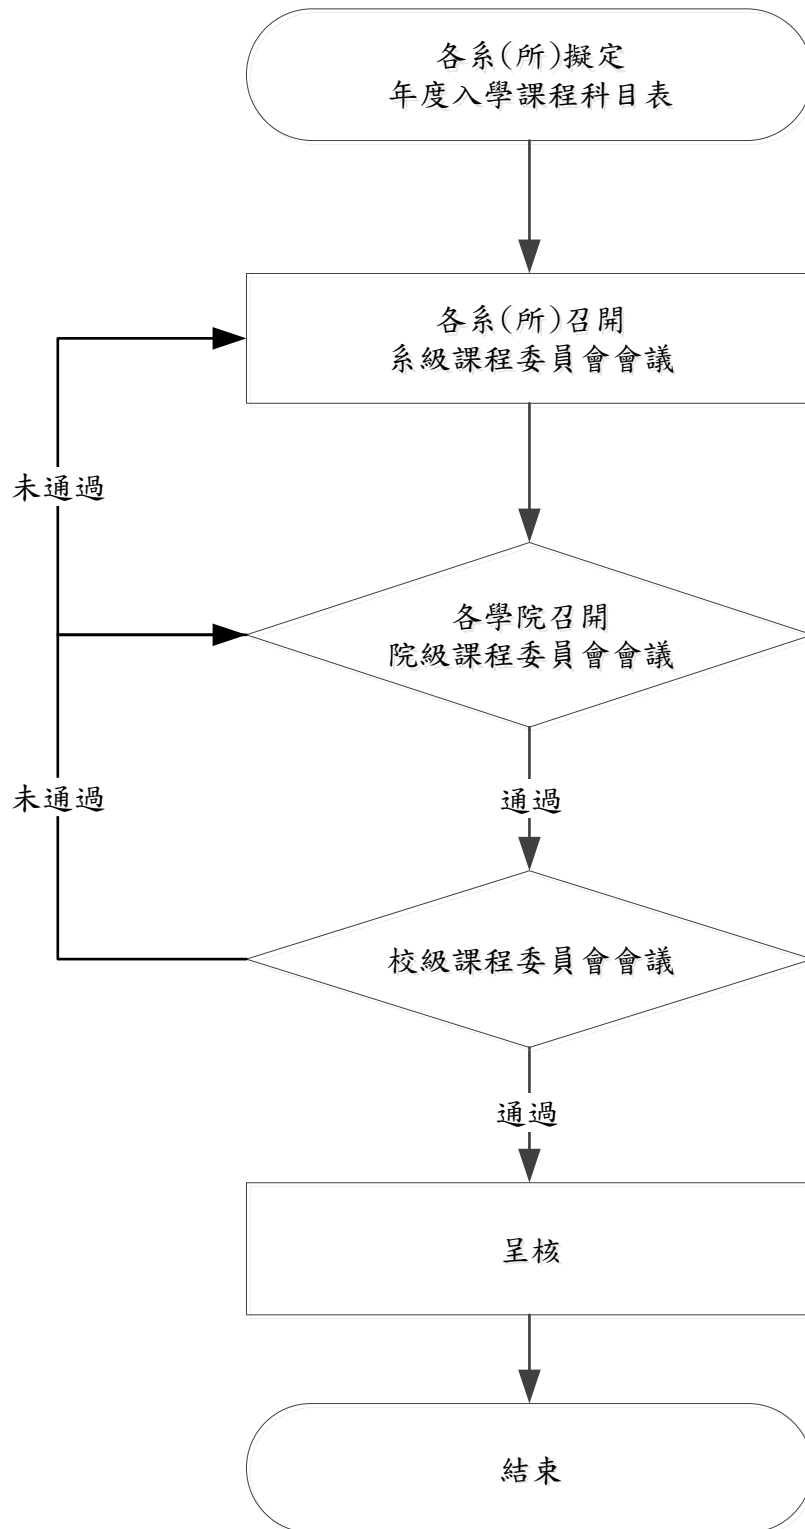 各系(所)擬定
年度入學課程科目表
各系(所)召開
系級課程委員會會議
未通過
各學院召開
院級課程委員會會議
未通過
通過
校級課程委員會會議
通過
呈核
結束